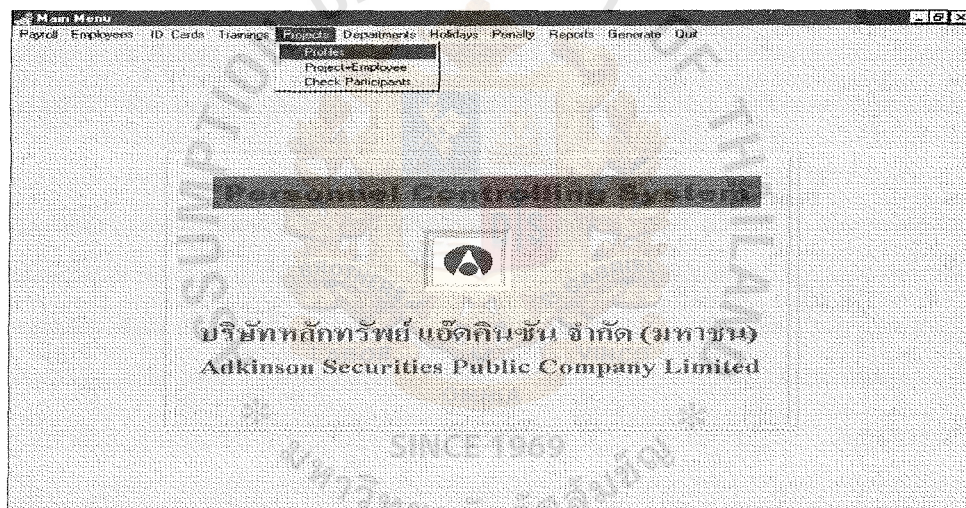 Main Menu
Payroll Employees ID Cards Trainings Projects Departments Holidays Penalty Reports Generate Quit
Profiles
Project-Employee
Check Participants
Personnel Controlling System
บริษัทหลักทรัพย์ แอ๊ดคินซัน จำกัด (มหาชน)
Adkinson Securities Public Company Limited
SINCE 1969